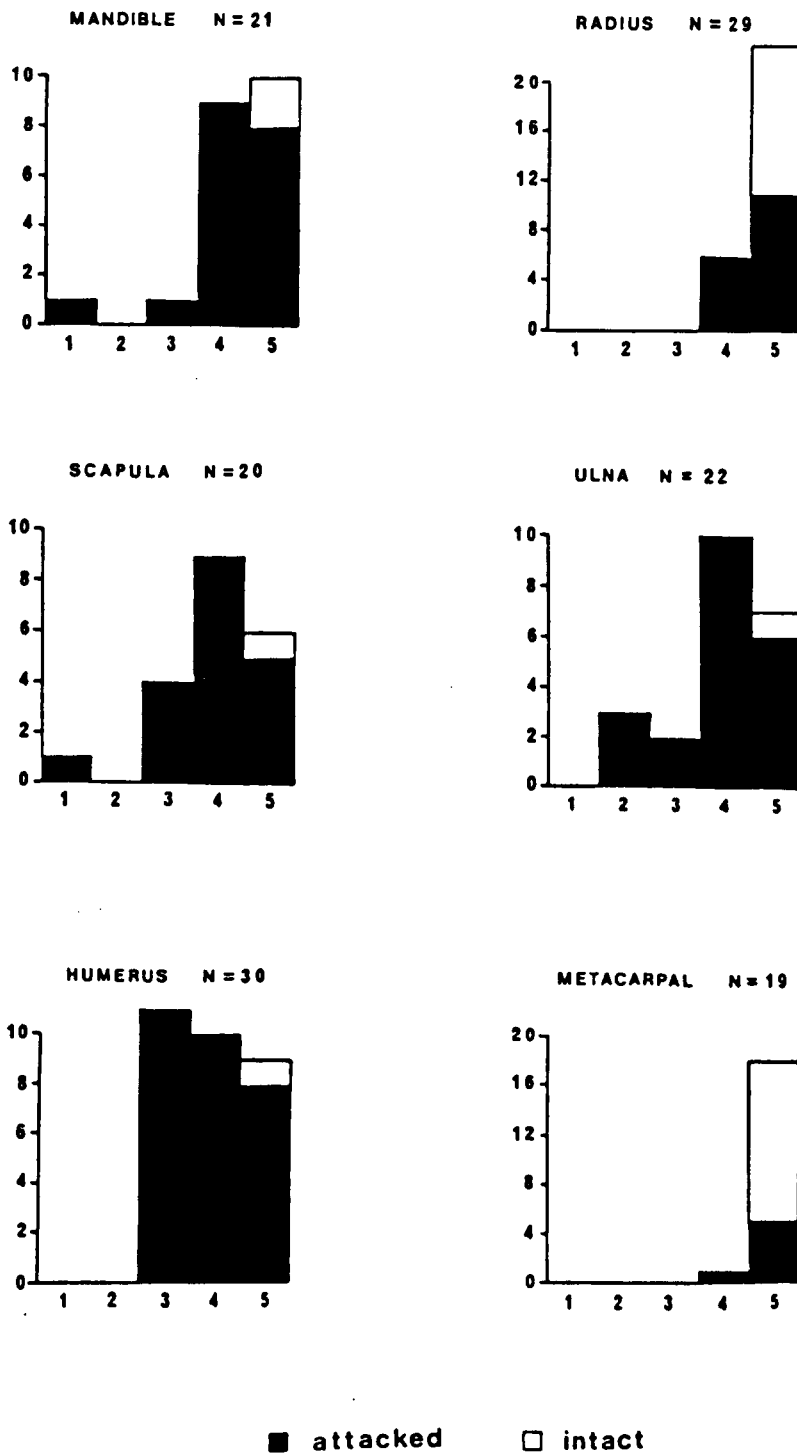 MANDIBLE N = 21
10
8
6
4
2
0
1 2 3 4 5
RADIUS N = 29
20
16
12
8
4
0
1 2 3 4 5
SCAPULA N = 20
10
8
6
4
2
0
1 2 3 4 5
ULNA N = 22
10
8
6
4
2
0
1 2 3 4 5
HUMERUS N = 30
10
8
6
4
2
0
1 2 3 4 5
METACARPAL N = 19
20
16
12
8
4
0
1 2 3 4 5
attacked intact